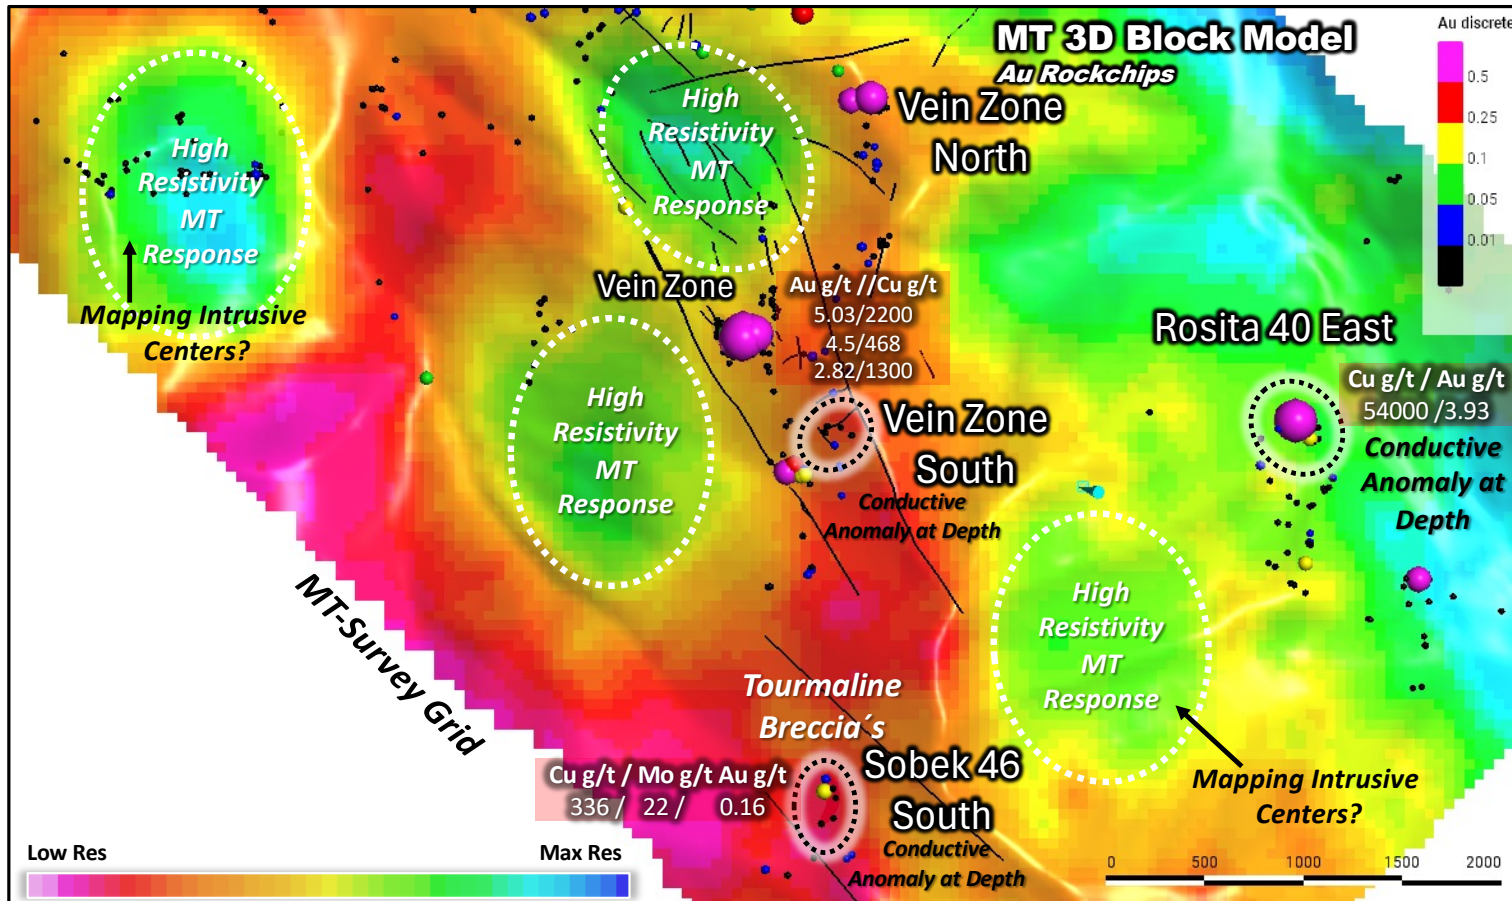 MT 3D Block Model
Au Rockchips
Au discrete
0.5
0.25
0.1
0.05
0.01
High
Resistivity
MT
Response
Mapping Intrusive
Centers?
High
Resistivity
MT
Response
Vein Zone
North
Vein Zone
Au g/t //Cu g/t
5.03/2200
4.5/468
2.82/1300
Rosita 40 East
Cu g/t / Au g/t
54000 /3.93
Conductive
Anomaly at
Depth
High
Resistivity
MT
Response
Vein Zone
South
Conductive
Anomaly at Depth
High
Resistivity
MT
Response
Mapping Intrusive
Centers?
MT-Survey Grid
Tourmaline
Breccia´s
Cu g/t / Mo g/t Au g/t
336 / 22 / 0.16
Sobek 46
South
Conductive
Anomaly at Depth
Low Res Max Res
0 500 1000 1500 2000